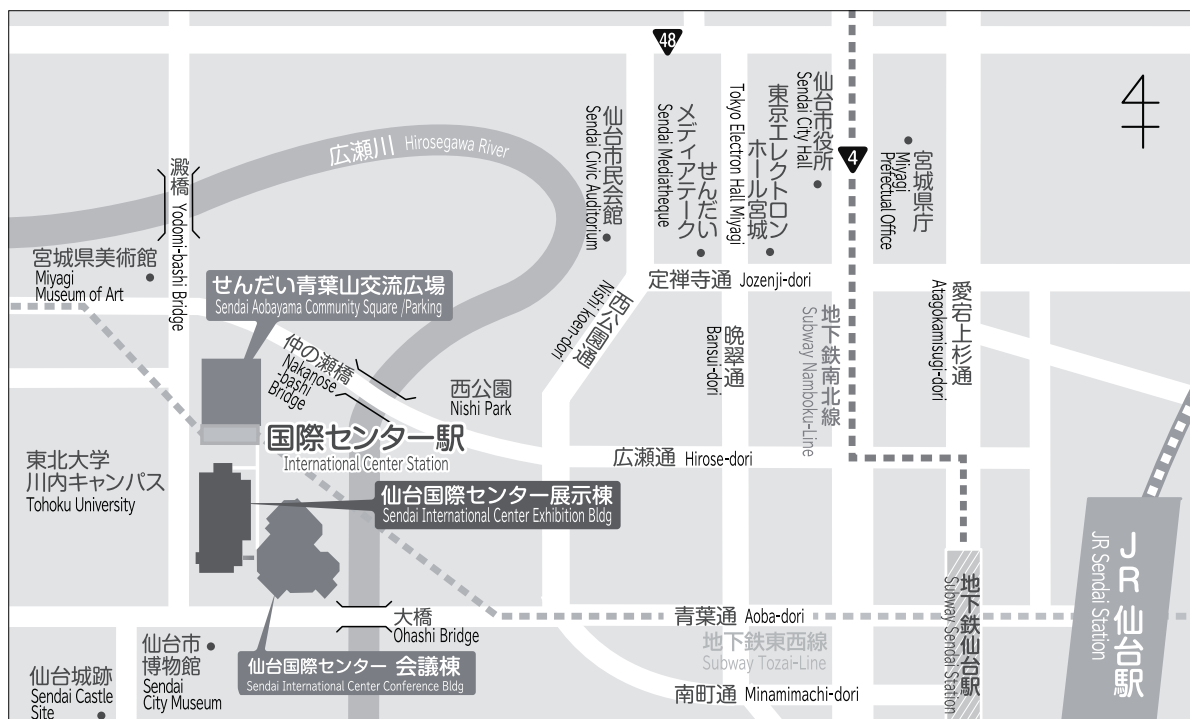 48
4
広瀬川 Hirosegawa River
澱橋
Yodomi-bashi Bridge
宮城県美術館
Miyagi
Museum of Art
せんだい青葉山交流広場
Sendai Aobayama Community Square /Parking
仙台市民会館
Sendai Civic Auditorium
せんだい
メディアテーク
Sendai Mediatheque
東京エレクトロン
ホール宮城
Tokyo Electron Hall Miyagi
仙台市役所
Sendai City Hall
4
宮城県庁
Miyagi
Prefectual Office
定禅寺通 Jozenji-dori
西公園通
Nishi koen-dori
晩翠通
Bansui-dori
地下鉄南北線
Subway Namboku-Line
愛宕上杉通
Atagokamisugi-dori
仲の瀬橋
Nakanose
-bashi
Bridge
西公園
Nishi Park
国際センター駅
International Center Station
広瀬通 Hirose-dori
東北大学
川内キャンパス
Tohoku University
仙台国際センター展示棟
Sendai International Center Exhibition Bldg
JR仙台駅
JR Sendai Station
地下鉄仙台駅
Subway Sendai Station
大橋
Ohashi Bridge
青葉通 Aoba-dori
地下鉄東西線
Subway Tozai-Line
南町通 Minamimachi-dori
仙台市
博物館
Sendai
City Museum
仙台国際センター 会議棟
Sendai International Center Conference Bldg
仙台城跡
Sendai Castle
Site